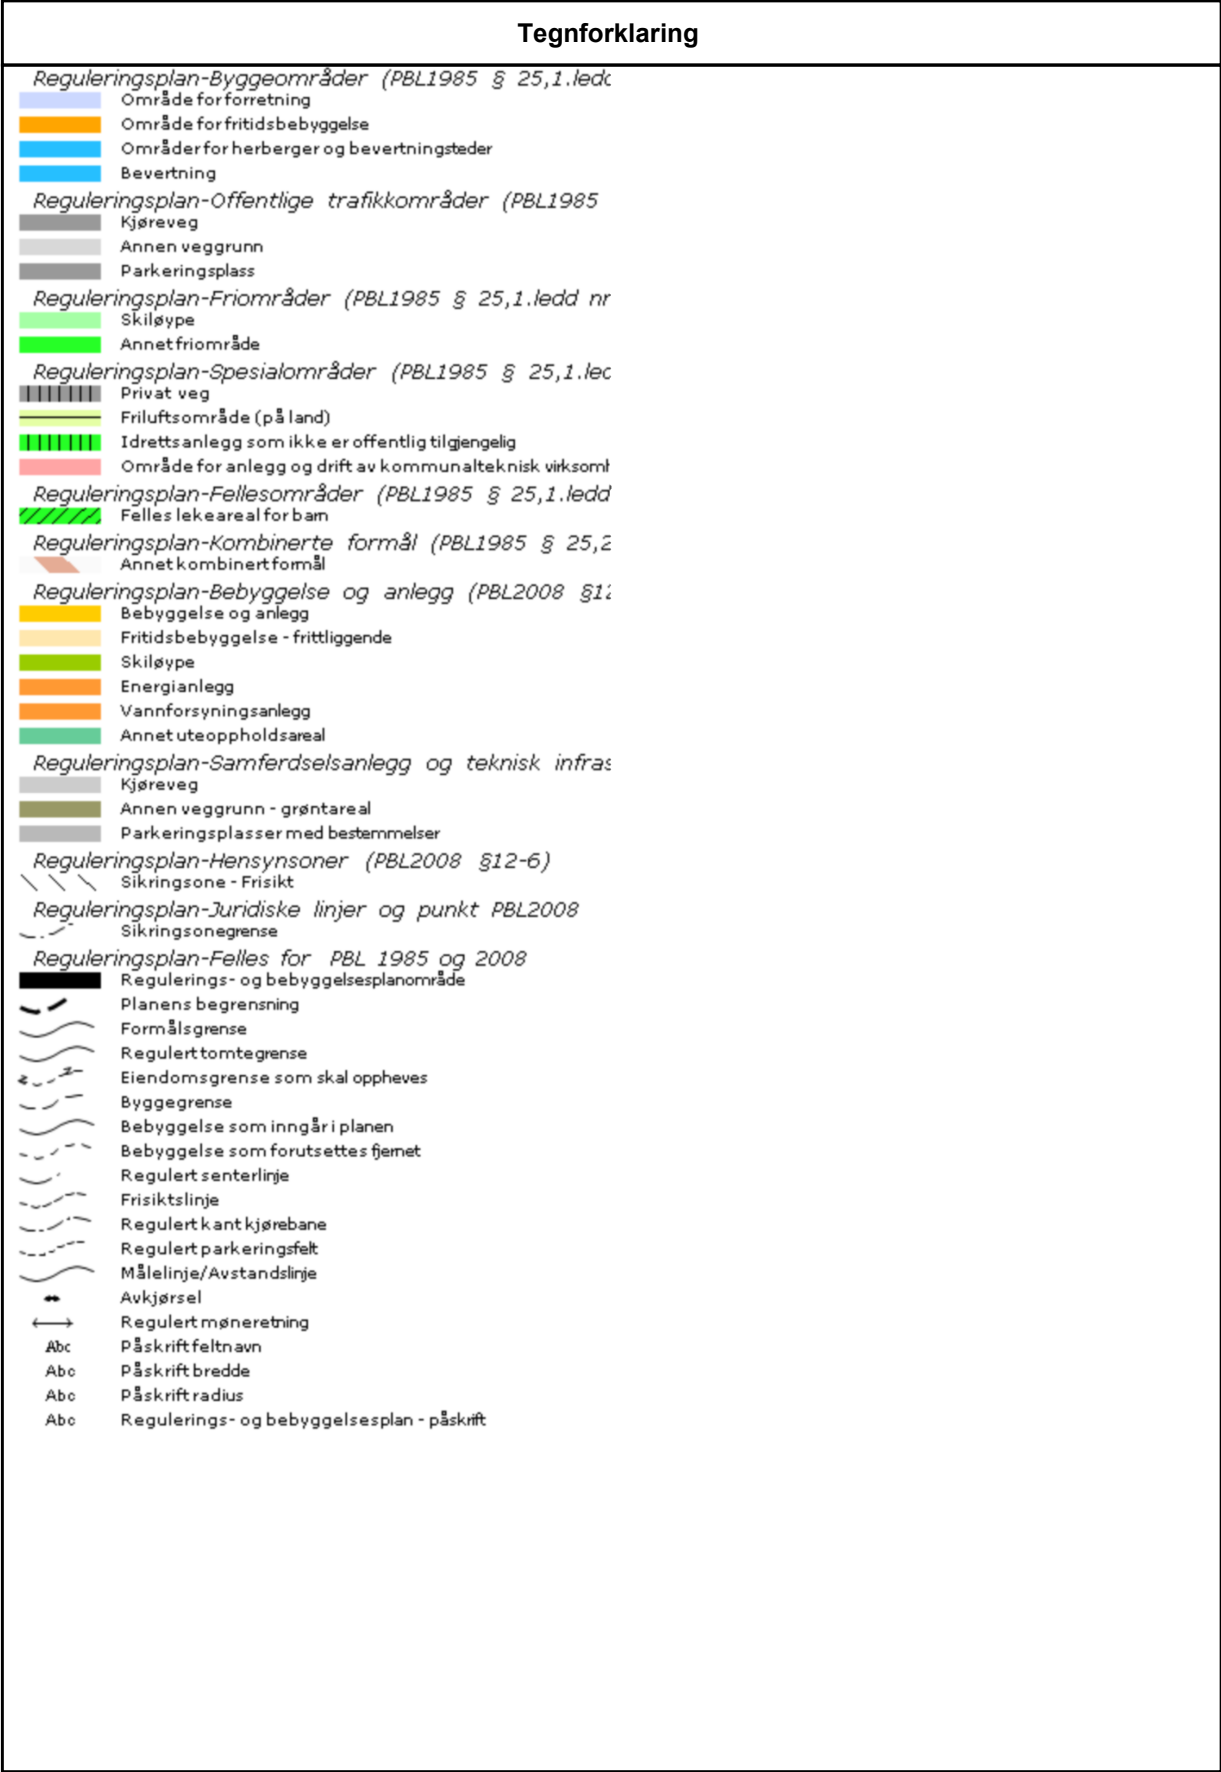 Tegnforklaring
Reguleringsplan-Byggeområder (PBL1985 § 25,1.ledd
Område for forretning
Område for fritidsbebyggelse
Områder for herberger og bevertningsteder
Bevertning
Reguleringsplan-Offentlige trafikkområder (PBL1985
Kjøreveg
Annen veggrunn
Parkeringsplass
Reguleringsplan-Friområder (PBL1985 § 25,1.ledd nr
Skiløype
Annet friområde
Reguleringsplan-Spesialområder (PBL1985 § 25,1.lec
Privat veg
Friluftsområde (på land)
Idrettsanlegg som ikke er offentlig tilgjengelig
Område for anlegg og drift av kommunalteknisk virksomh
Reguleringsplan-Fellesområder (PBL1985 § 25,1.ledd
Felles lekeareal for barn
Reguleringsplan-Kombinerte formål (PBL1985 § 25,2
Annet kombinert formål
Reguleringsplan-Bebyggelse og anlegg (PBL2008 §12
Bebyggelse og anlegg
Fritidsbebyggelse - frittliggende
Skiløype
Energianlegg
Vannforsyningsanlegg
Annet uteoppholdsareal
Reguleringsplan-Samferdselsanlegg og teknisk infras
Kjøreveg
Annen veggrunn - grøntareal
Parkeringsplasser med bestemmelser
Reguleringsplan-Hensynsoner (PBL2008 §12-6)
Sikringsone - Frisikt
Reguleringsplan-Juridiske linjer og punkt PBL2008
Sikringsonegrense
Reguleringsplan-Felles for PBL 1985 og 2008
Regulerings- og bebyggelsesplanområde
Planens begrensning
Formålsgrense
Regulert tomtegrense
Eiendomsgrense som skal oppheves
Byggegrense
Bebyggelse som inngår i planen
Bebyggelse som forutsettes fjernet
Regulert senterlinje
Frisiktslinje
Regulert kant kjørebane
Regulert parkeringsfelt
Målelinje/Avstandslinje
Avkjørsel
Regulert møneretning
Abc Påskrift feltnavn
Abc Påskrift bredde
Abc Påskrift radius
Abc Regulerings- og bebyggelsesplan - påskrift